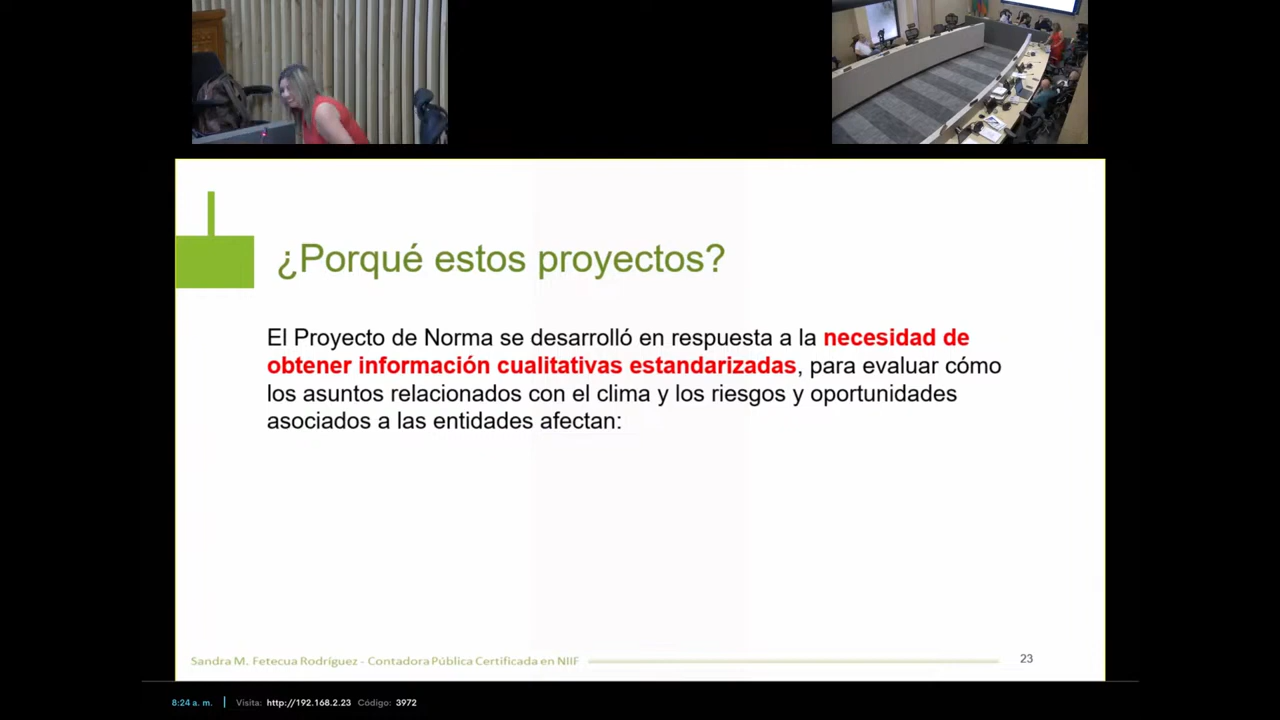 ¿Porqué estos proyectos?
El Proyecto de Norma se desarrolló en respuesta a la necesidad de
obtener información cualitativas estandarizadas, para evaluar cómo
los asuntos relacionados con el clima y los riesgos y oportunidades
asociados a las entidades afectan:
Sandra M. Fetecua Rodríguez - Contadora Pública Certificada en NIIF
23
8:24 a. m. | Visita: http://192.168.2.23 Código: 3972